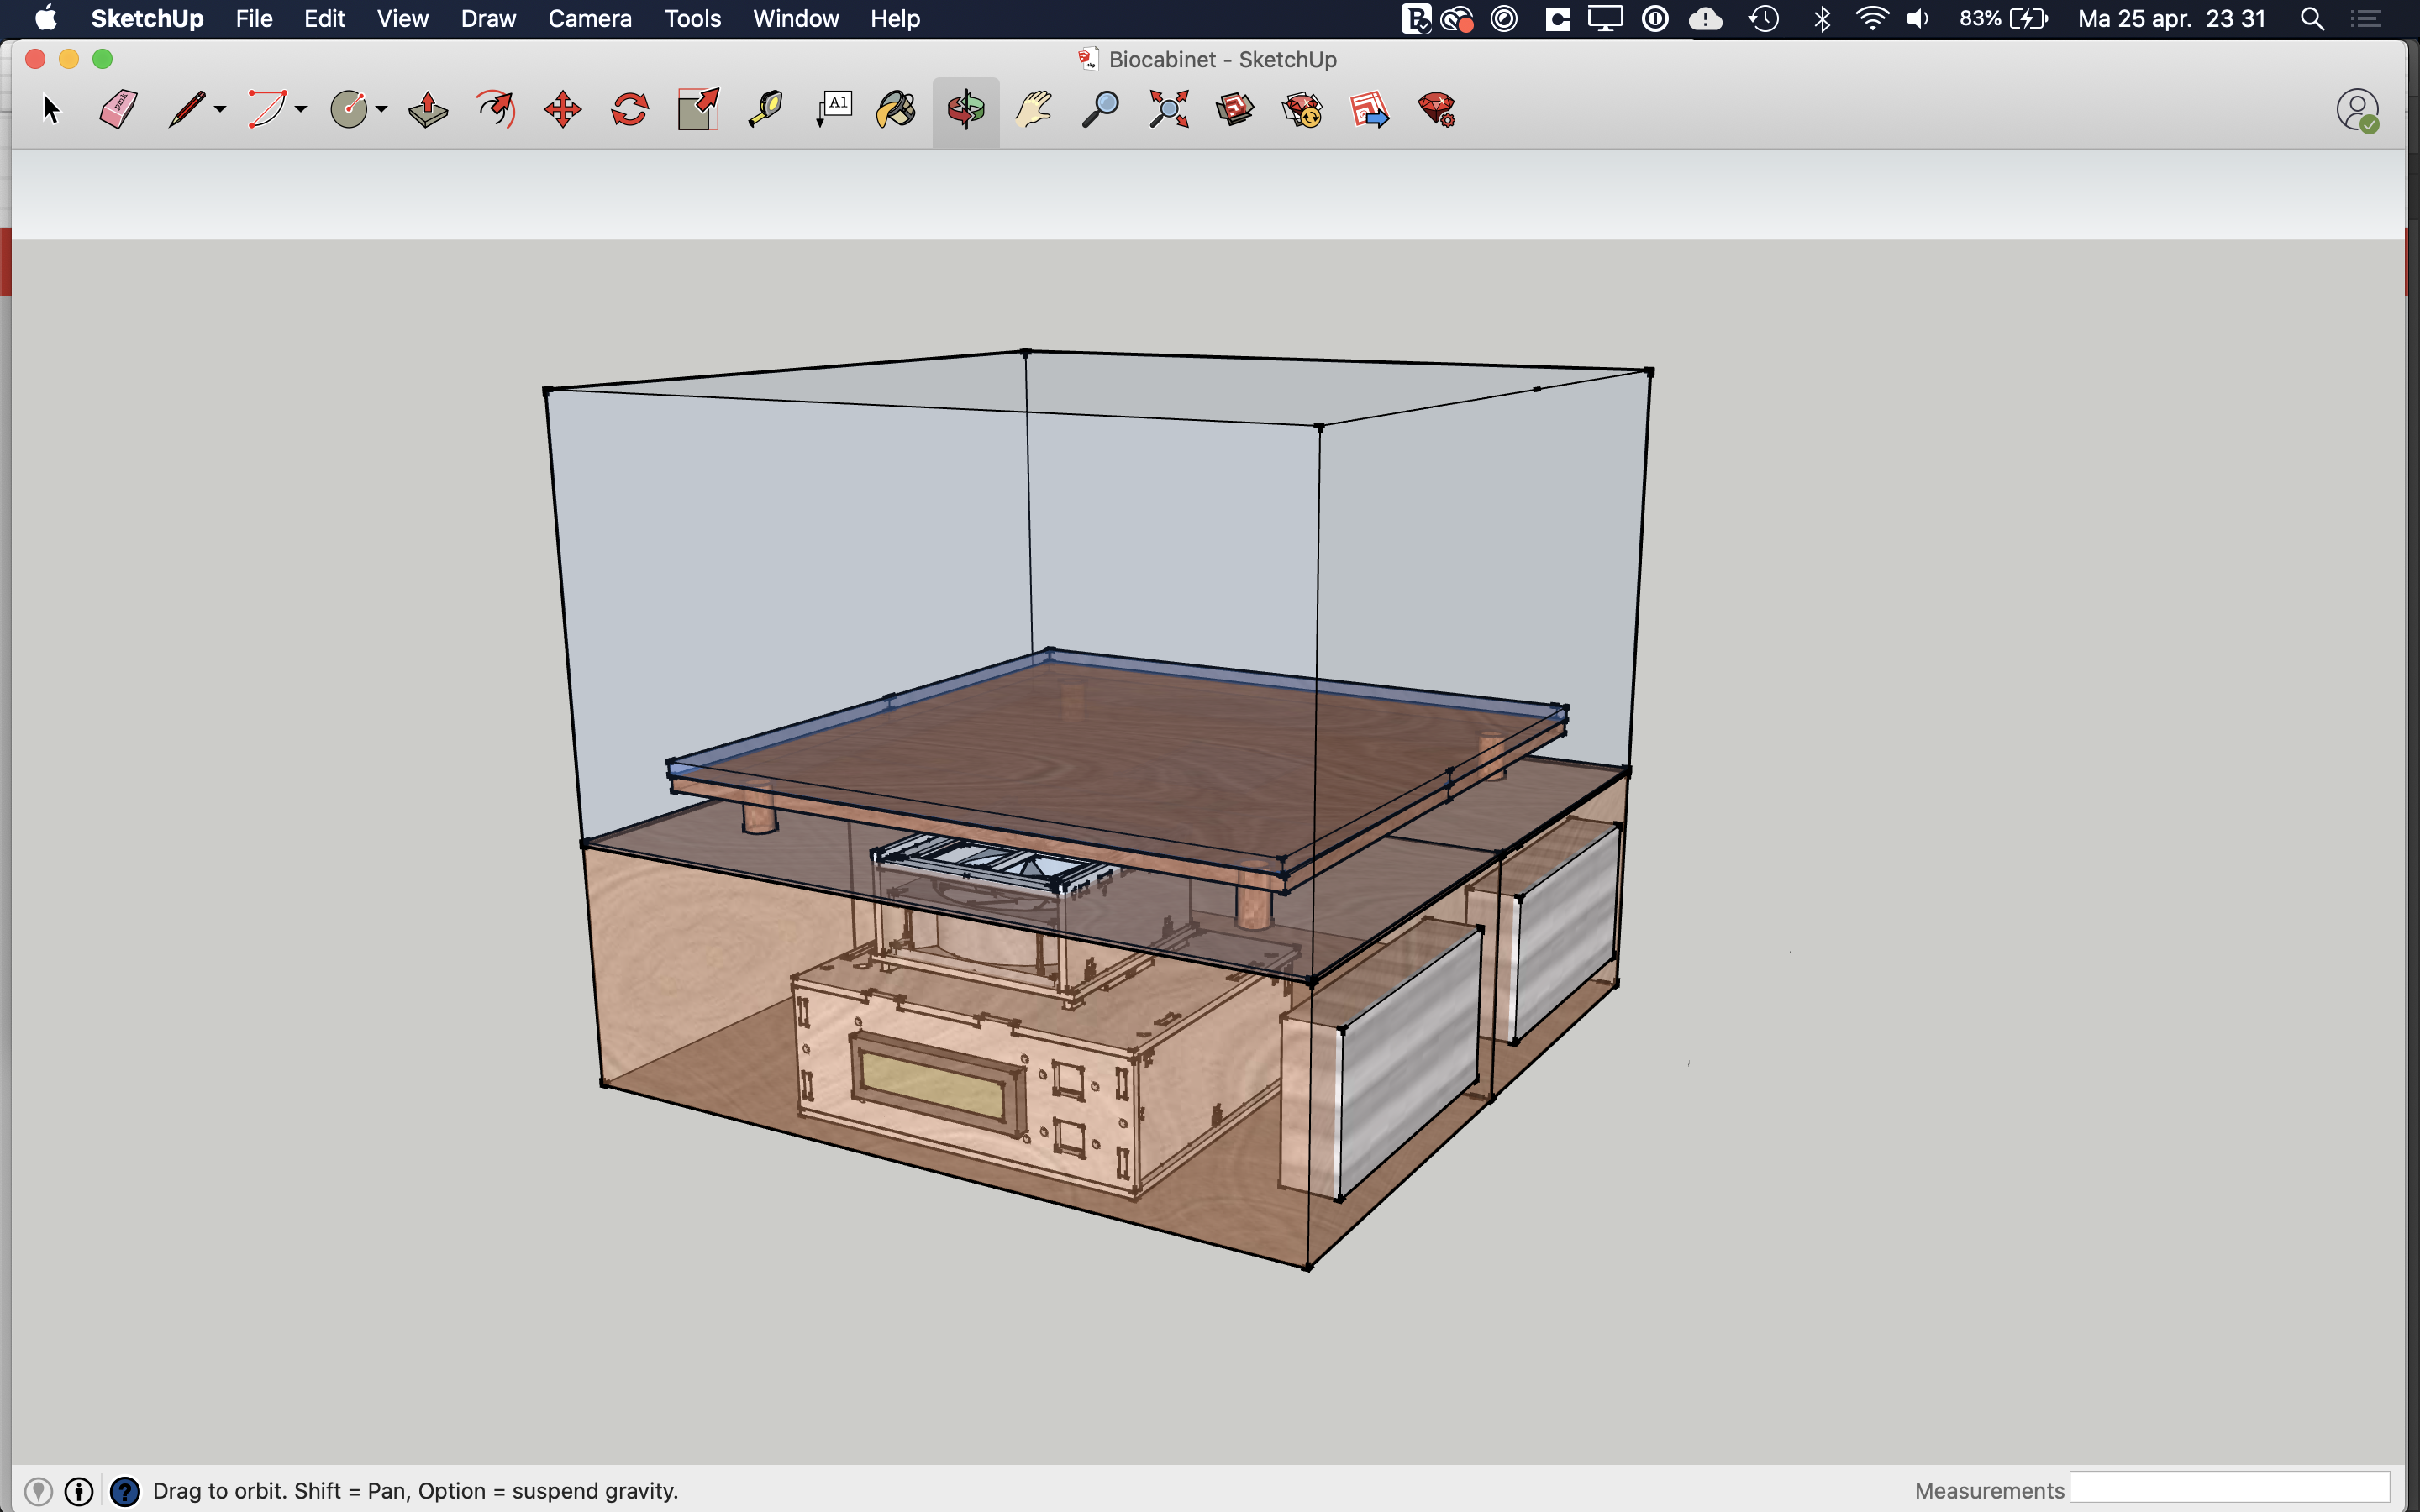 SketchUp File Edit View Draw Camera Tools Window Help 83% Ma 25 apr. 23 31
Biocabinet - SketchUp
pink
A1
Drag to orbit. Shift = Pan, Option = suspend gravity.
Measurements